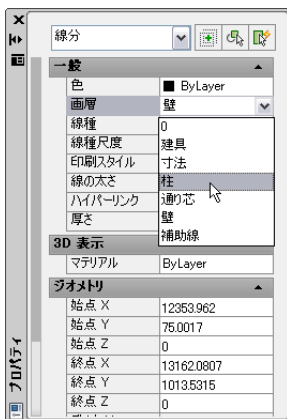 線分
一般
色 ByLayer
画層 壁
線種 0
線種尺度 建具
印刷スタイル 寸法
線の太さ 柱
ハイパーリンク 通り芯
厚さ 壁
補助線
3D 表示
マテリアル ByLayer
ジオメトリ
始点 X 12353.962
始点 Y 75.0017
始点 Z 0
終点 X 13162.0807
終点 Y 1013.5315
終点 Z 0
プロパティ